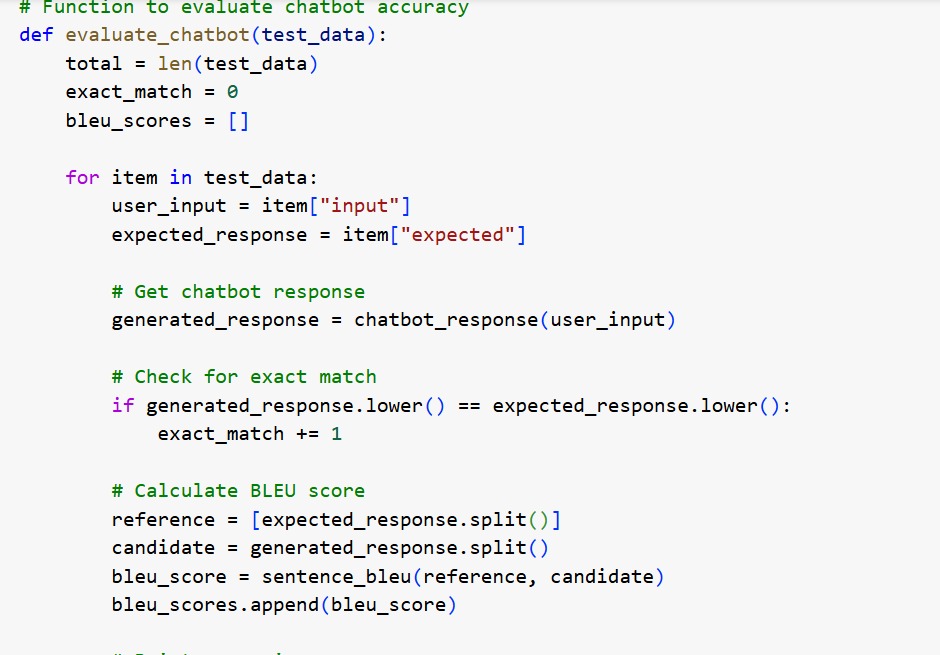 # Function to evaluate chatbot accuracy
def evaluate_chatbot(test_data):
    total = len(test_data)
    exact_match = 0
    bleu_scores = []

    for item in test_data:
        user_input = item["input"]
        expected_response = item["expected"]

        # Get chatbot response
        generated_response = chatbot_response(user_input)

        # Check for exact match
        if generated_response.lower() == expected_response.lower():
            exact_match += 1

        # Calculate BLEU score
        reference = [expected_response.split()]
        candidate = generated_response.split()
        bleu_score = sentence_bleu(reference, candidate)
        bleu_scores.append(bleu_score)